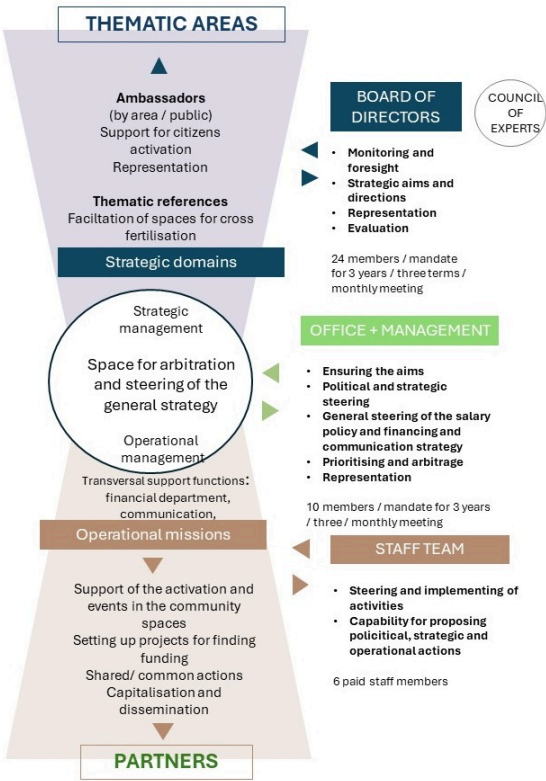 THEMATIC AREAS
Ambassadors
(by area / public)
Support for citizens
activation
Representation
Thematic references
Faciltation of spaces for cross
fertilisation
Strategic domains
BOARD OF
DIRECTORS
COUNCIL
OF
EXPERTS
• Monitoring and
foresight
• Strategic aims and
directions
• Representation
• Evaluation
24 members / mandate
for 3 years / three terms /
monthly meeting
Strategic
management
Space for arbitration
and steering of the
general strategy
Operational
management
OFFICE + MANAGEMENT
• Ensuring the aims
• Political and strategic
steering
• General steering of the salary
policy and financing and
communication strategy
• Prioritising and arbitrage
• Representation
10 members / mandate for 3 years
/ three / monthly meeting
Transversal support functions:
financial department,
communication,
Operational missions
STAFF TEAM
• Steering and implementing of
activities
• Capability for proposing
policitical, strategic and
operational actions
6 paid staff members
Support of the activation and
events in the community
spaces
Setting up projects for finding
funding
Shared/ common actions
Capitalisation and
dissemination
PARTNERS